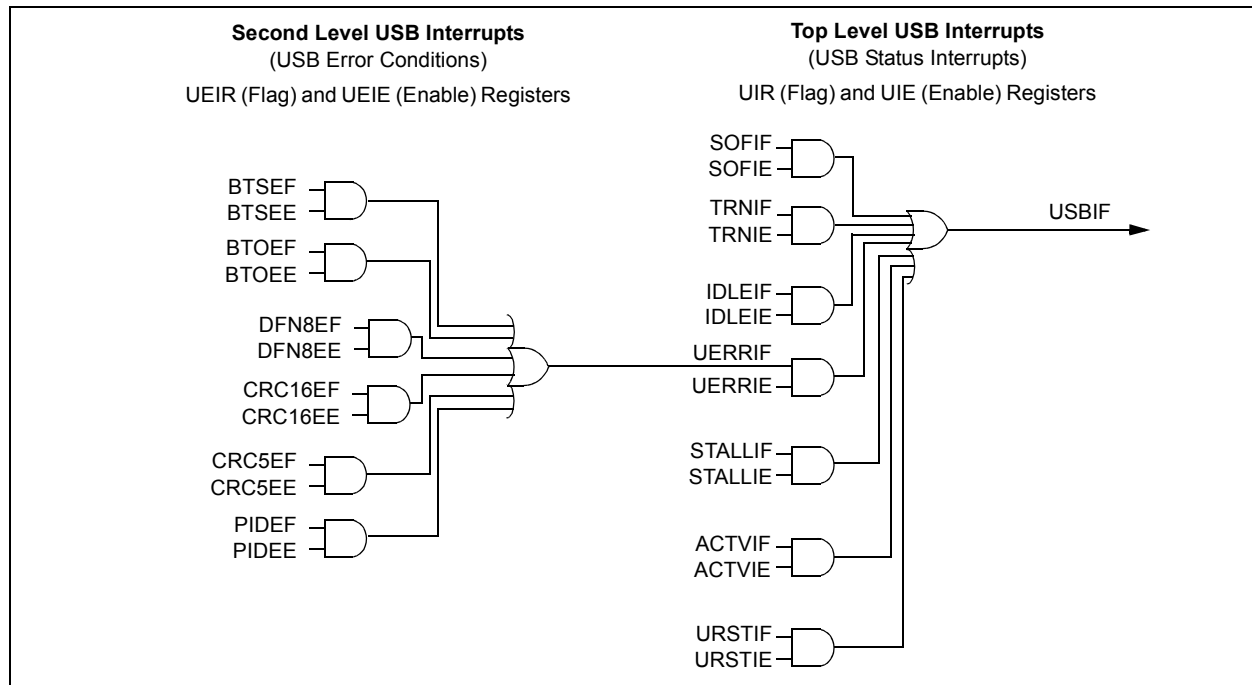 Second Level USB Interrupts
(USB Error Conditions)
UEIR (Flag) and UEIE (Enable) Registers
BTSEF
BTSEE
BTOEF
BTOEE
DFN8EF
DFN8EE
CRC16EF
CRC16EE
CRC5EF
CRC5EE
PIDEF
PIDEE
Top Level USB Interrupts
(USB Status Interrupts)
UIR (Flag) and UIE (Enable) Registers
SOFIF
SOFIE
TRNIF
TRNIE
IDLEIF
IDLEIE
UERRIF
UERRIE
STALLIF
STALLIE
ACTVIF
ACTVIE
URSTIF
URSTIE
USBIF